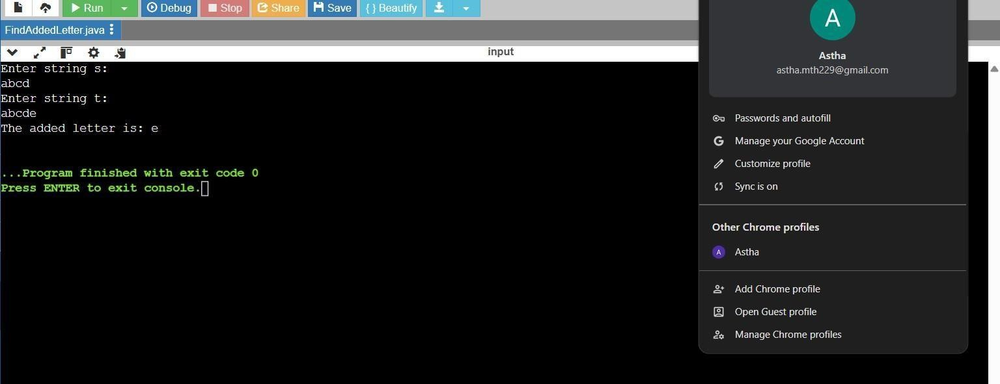 Run Debug Stop Share Save { } Beautify
FindAddedLetter.java
input
Enter string s:
abcd
Enter string t:
abcde
The added letter is: e
...Program finished with exit code 0
Press ENTER to exit console.
A
Astha
astha.mth229@gmail.com
Passwords and autofill
G Manage your Google Account
Customize profile
Sync is on
Other Chrome profiles
A Astha
Add Chrome profile
Open Guest profile
Manage Chrome profiles